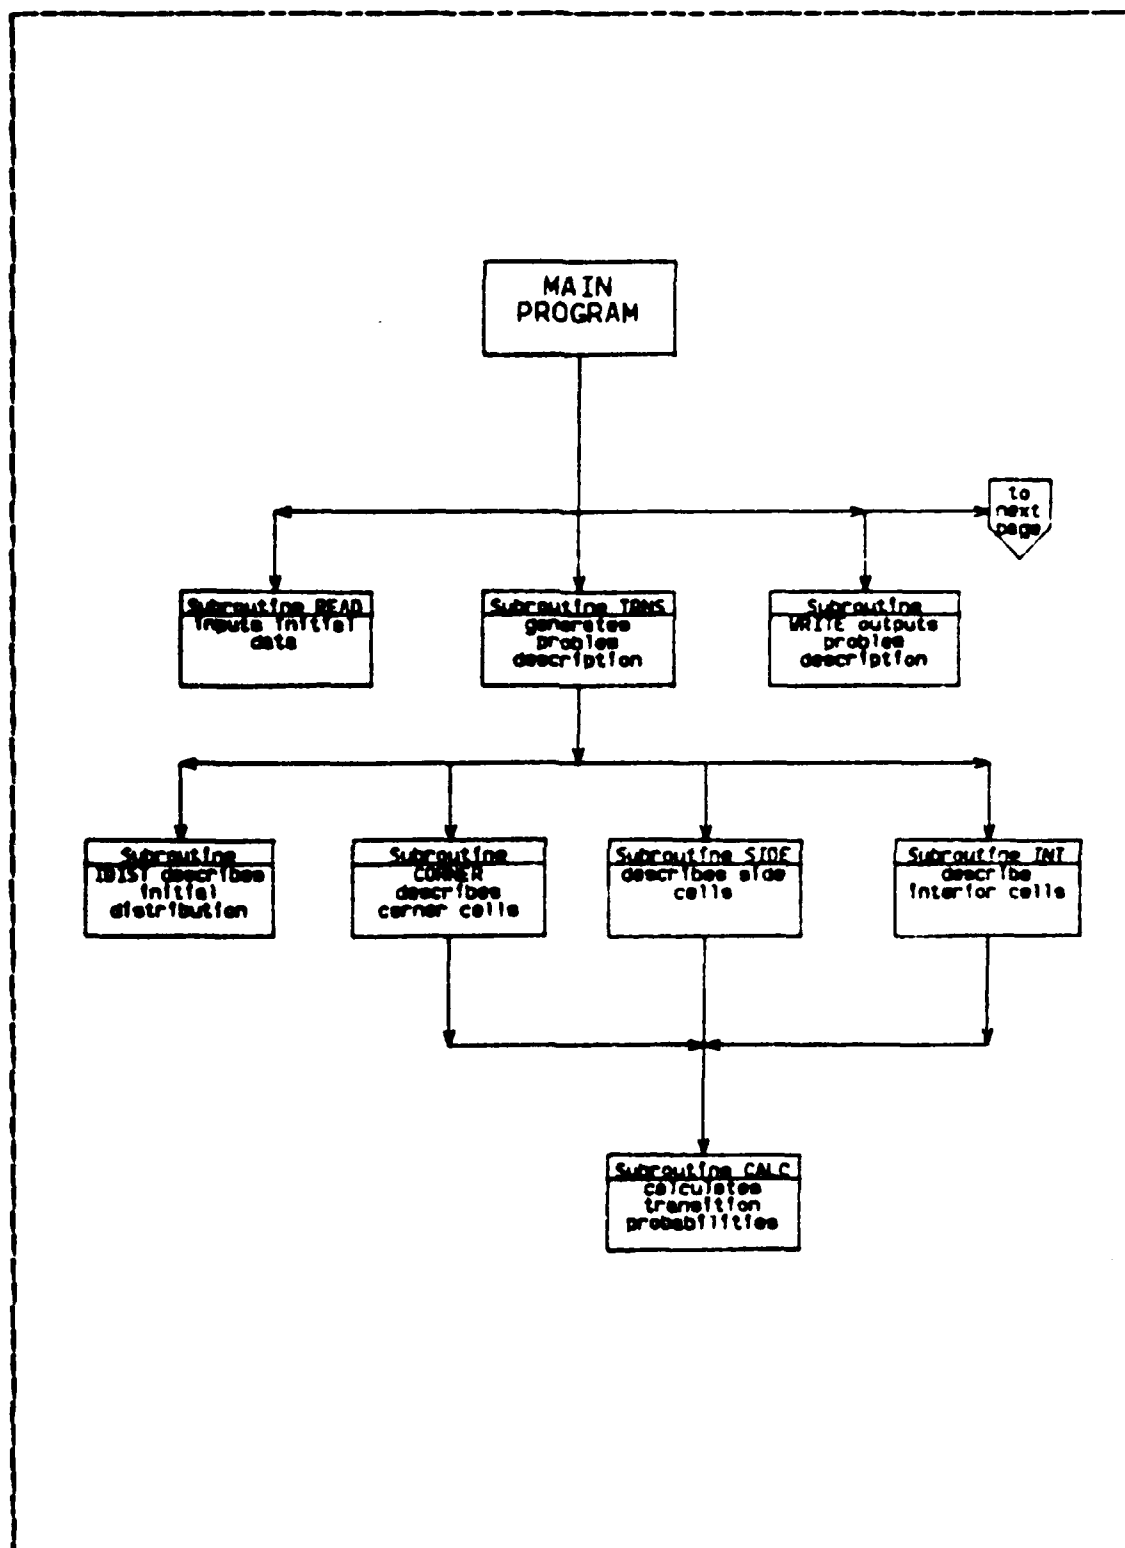 MAIN
PROGRAM
to
next
page
Subroutine READ
inputs initial
data
Subroutine TRNS
generates
problem
description
Subroutine
WRITE outputs
problem
description
Subroutine
describes
initial
distribution
Subroutine
CORNER
describes
corner cells
Subroutine SIDE
describes side
cells
Subroutine INT
describe
interior cells
Subroutine CALC
calculates
transition
probabilities